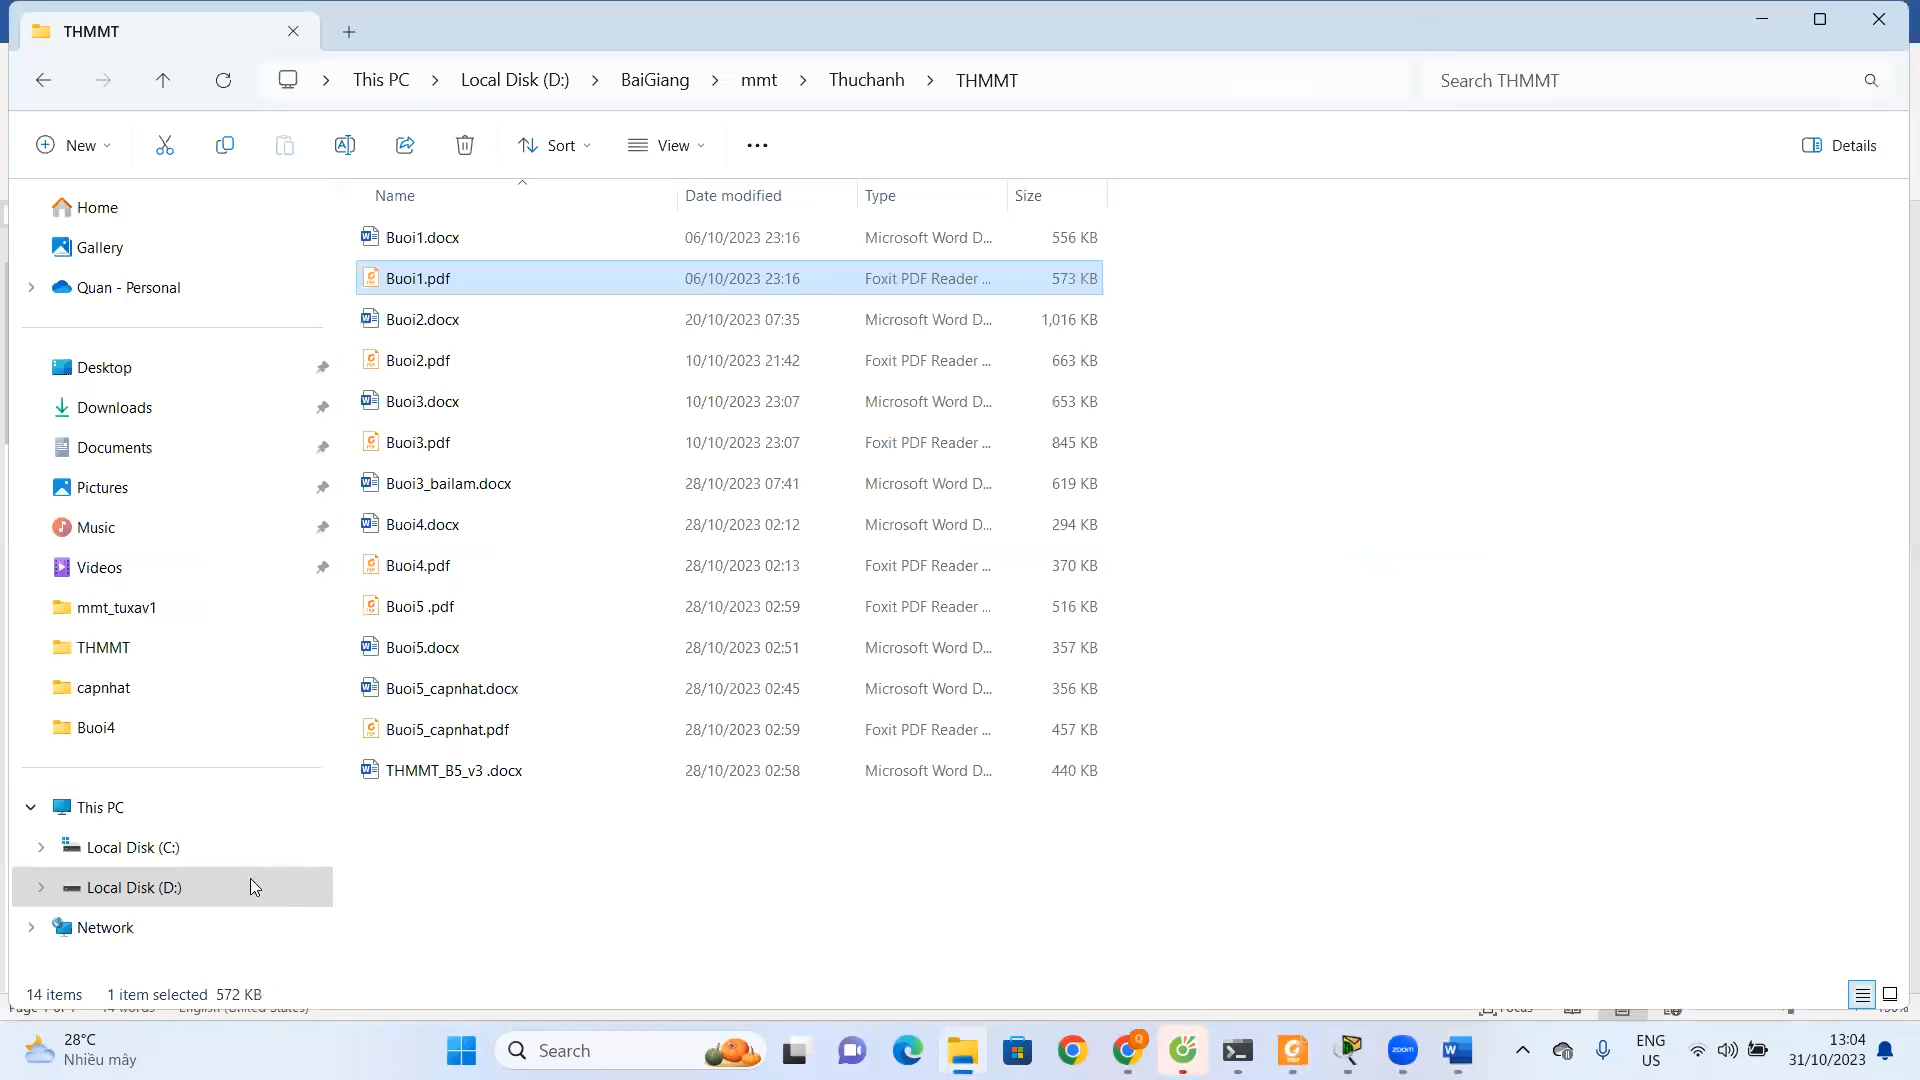 THMMT
This PC
Local Disk (D:)
BaiGiang
mmt
Thuchanh
THMMT
Search THMMT
New
Sort
View
Details
Name
Date modified
Type
Size
Buoi1.docx 06/10/2023 23:16 Microsoft Word D... 556 KB
Buoi1.pdf 06/10/2023 23:16 Foxit PDF Reader ... 573 KB
Buoi2.docx 20/10/2023 07:35 Microsoft Word D... 1,016 KB
Buoi2.pdf 10/10/2023 21:42 Foxit PDF Reader ... 663 KB
Buoi3.docx 10/10/2023 23:07 Microsoft Word D... 653 KB
Buoi3.pdf 10/10/2023 23:07 Foxit PDF Reader ... 845 KB
Buoi3_bailam.docx 28/10/2023 07:41 Microsoft Word D... 619 KB
Buoi4.docx 28/10/2023 02:12 Microsoft Word D... 294 KB
Buoi4.pdf 28/10/2023 02:13 Foxit PDF Reader ... 370 KB
Buoi5 .pdf 28/10/2023 02:59 Foxit PDF Reader ... 516 KB
Buoi5.docx 28/10/2023 02:51 Microsoft Word D... 357 KB
Buoi5_capnhat.docx 28/10/2023 02:45 Microsoft Word D... 356 KB
Buoi5_capnhat.pdf 28/10/2023 02:59 Foxit PDF Reader ... 457 KB
THMMT_B5_v3 .docx 28/10/2023 02:58 Microsoft Word D... 440 KB
Home
Gallery
Quan - Personal
Desktop
Downloads
Documents
Pictures
Music
Videos
mmt_tuxav1
THMMT
capnhat
Buoi4
This PC
Local Disk (C:)
Local Disk (D:)
Network
14 items 1 item selected 572 KB
28°C
Nhiều mây
Search
zoom
ENG
US
13:04
31/10/2023